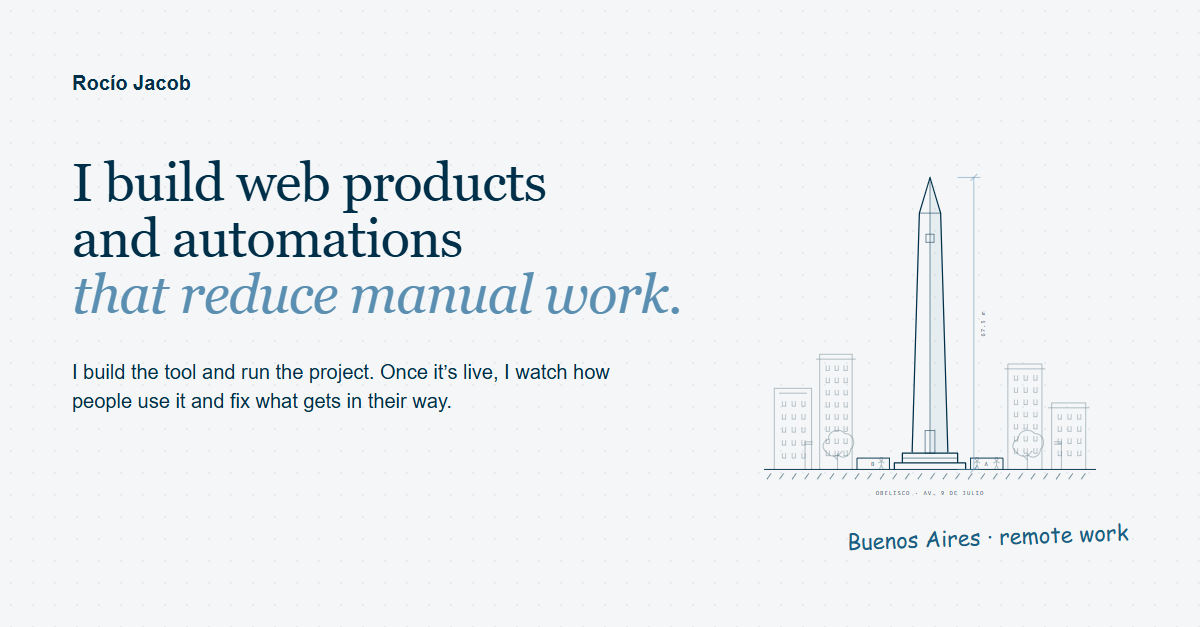 Rocío Jacob
I build web products
and automations
that reduce manual work.
I build the tool and run the project. Once it’s live, I watch how
people use it and fix what gets in their way.
67.5 m
B
A
OBELISCO · AV. 9 DE JULIO
Buenos Aires · remote work